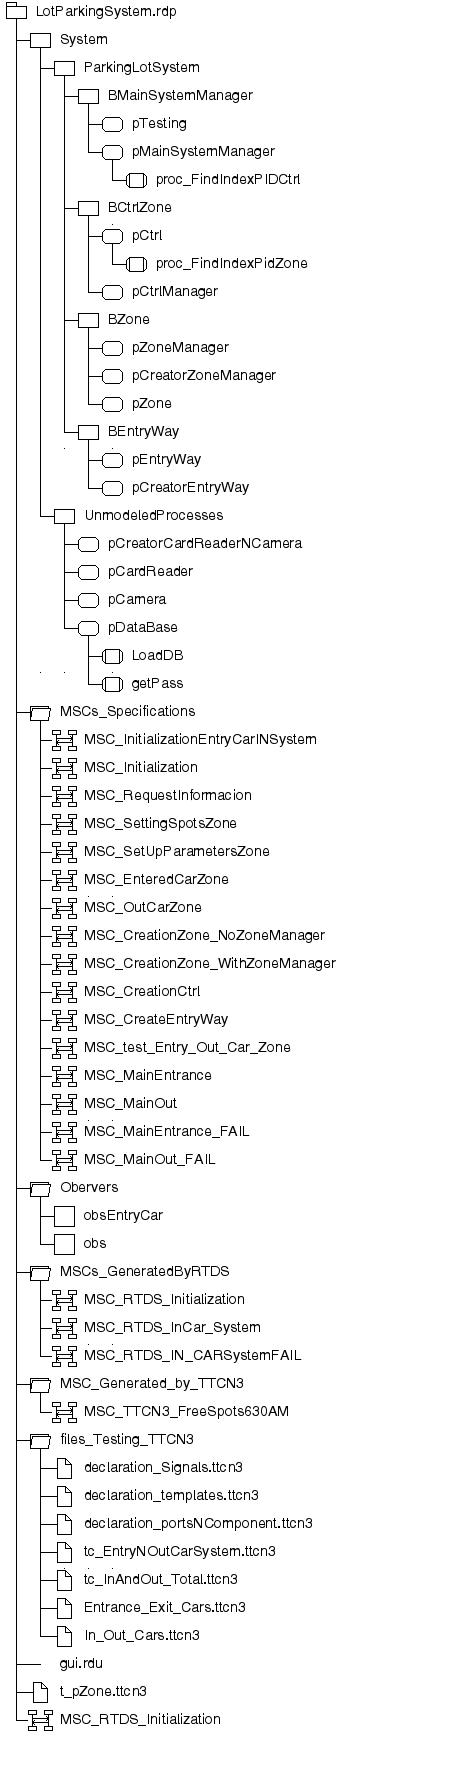 LotParkingSystem.rdp
System
ParkingLotSystem
BMainSystemManager
pTesting
pMainSystemManager
proc_FindIndexPIDCtrl
BCtrlZone
pCtrl
proc_FindIndexPidZone
pCtrlManager
BZone
pZoneManager
pCreatorZoneManager
pZone
BEntryWay
pEntryWay
pCreatorEntryWay
UnmodeledProcesses
pCreatorCardReaderNCamera
pCardReader
pCamera
pDataBase
LoadDB
getPass
MSCs_Specifications
MSC_InitializationEntryCarINSystem
MSC_Initialization
MSC_RequestInformacion
MSC_SettingSpotsZone
MSC_SetUpParametersZone
MSC_EnteredCarZone
MSC_OutCarZone
MSC_CreationZone_NoZoneManager
MSC_CreationZone_WithZoneManager
MSC_CreationCtrl
MSC_CreateEntryWay
MSC_test_Entry_Out_Car_Zone
MSC_MainEntrance
MSC_MainOut
MSC_MainEntrance_FAIL
MSC_MainOut_FAIL
Obervers
obsEntryCar
obs
MSCs_GeneratedByRTDS
MSC_RTDS_Initialization
MSC_RTDS_InCar_System
MSC_RTDS_IN_CARSystemFAIL
MSC_Generated_by_TTCN3
MSC_TTCN3_FreeSpots630AM
files_Testing_TTCN3
declaration_Signals.ttcn3
declaration_templates.ttcn3
declaration_portsNComponent.ttcn3
tc_EntryNOutCarSystem.ttcn3
tc_InAndOut_Total.ttcn3
Entrance_Exit_Cars.ttcn3
In_Out_Cars.ttcn3
gui.rdu
t_pZone.ttcn3
MSC_RTDS_Initialization